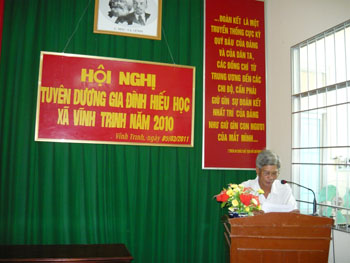 HỘI NGHỊ
TUYÊN DƯƠNG GIA ĐÌNH HIẾU HỌC
XÃ VĨNH TRINH NĂM 2010
Vĩnh Trinh, ngày 03/03/2011
...ĐOÀN KẾT LÀ MỘT
TRUYỀN THỐNG CỰC KỲ
QUÝ BÁU CỦA ĐẢNG
VÀ CỦA DÂN TA,
CÁC ĐỒNG CHÍ TỪ
TRUNG ƯƠNG ĐẾN CÁC
CHI BỘ, CẦN PHẢI
GIỮ GÌN SỰ ĐOÀN KẾT
NHẤT TRÍ CỦA ĐẢNG
NHƯ GIỮ GÌN CON NGƯƠI
CỦA MẮT MÌNH...